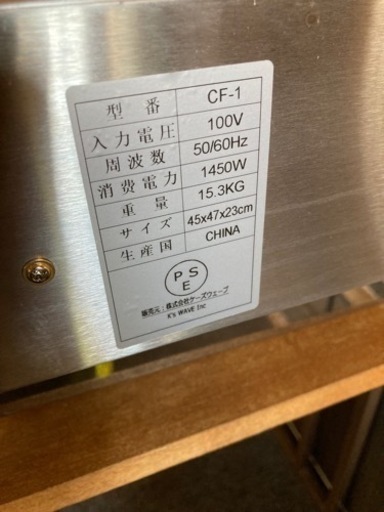 型番 CF-1
入力電圧 100V
周波数 50/60Hz
消費電力 1450W
重量 15.3KG
サイズ 45x47x23cm
生産国 CHINA
P S
E
販売元：株式会社ケーズウェーブ
K's WAVE Inc